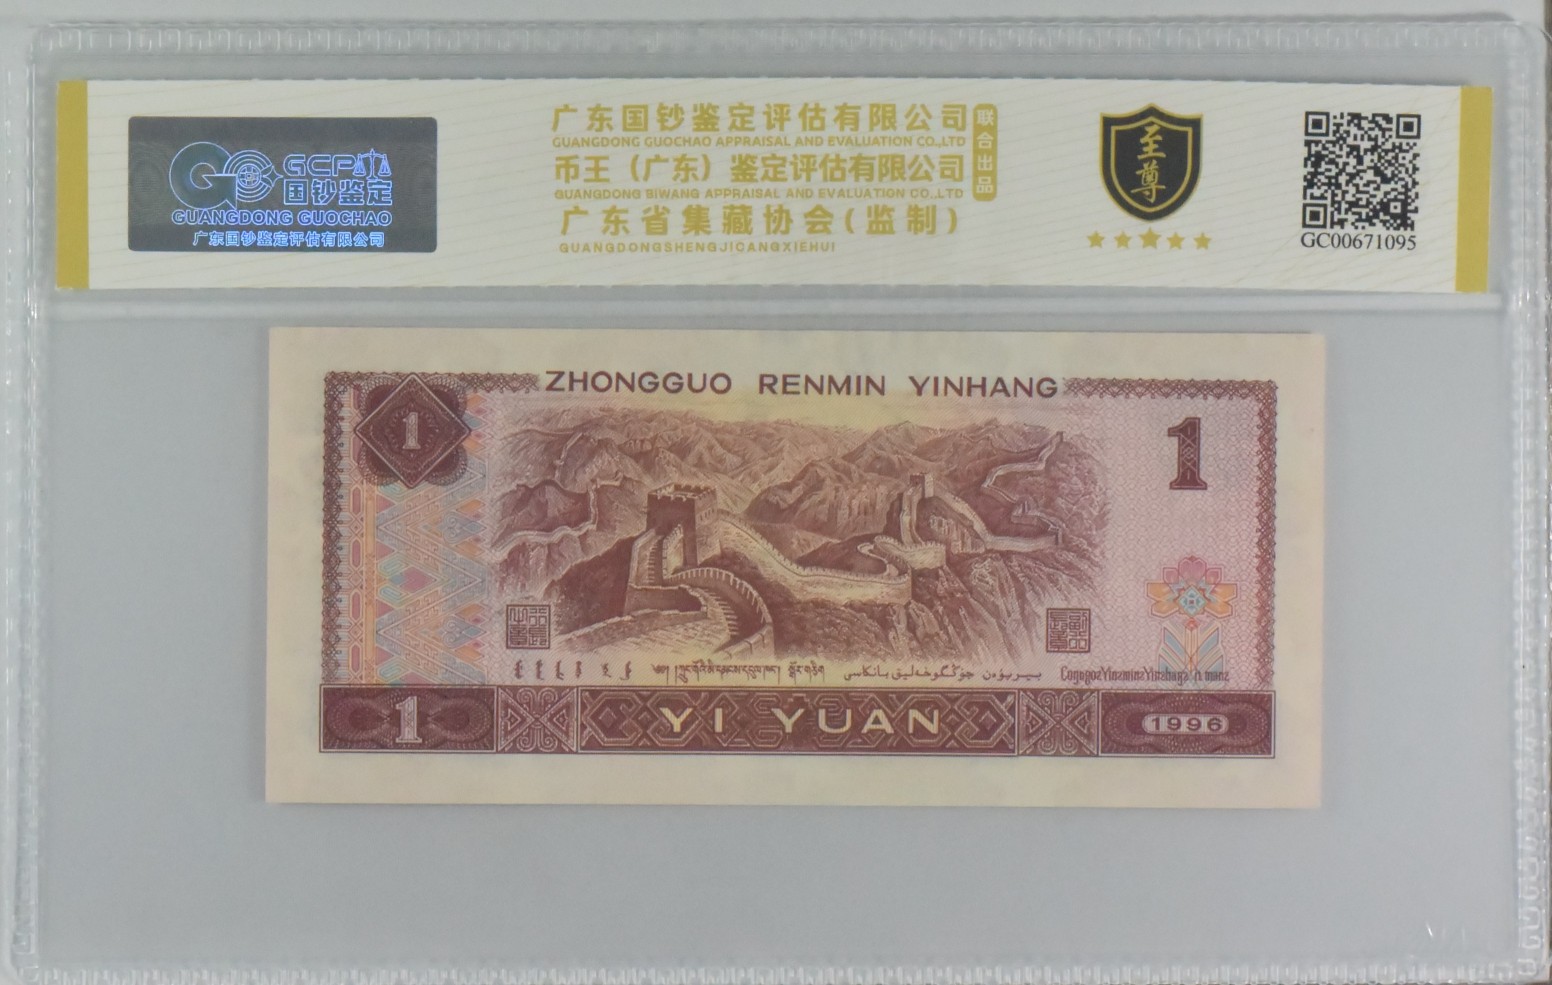 GCP
国钞鉴定
GUANGDONG GUOCHAO
广东国钞鉴定评估有限公司
广东国钞鉴定评估有限公司
GUANGDONG GUOCHAO APPRAISAL AND EVALUATION CO.,LTD
币王（广东）鉴定评估有限公司
GUANGDONG BIWANG APPRAISAL AND EVALUATION CO.,LTD
广东省集藏协会(监制)
GUANGDONGSHENGJICANGXIEHUI
联合出品
至尊
GC00671095
ZHONGGUO RENMIN YINHANG
1
1
1
YI YUAN
1996